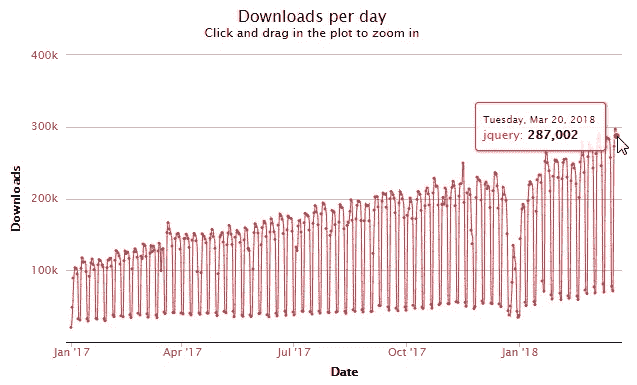 Downloads per day
Click and drag in the plot to zoom in
400k
300k
200k
100k
Downloads
Tuesday, Mar 20, 2018
jquery: 287,002
Jan '17
Apr '17
Jul '17
Oct '17
Jan '18
Date